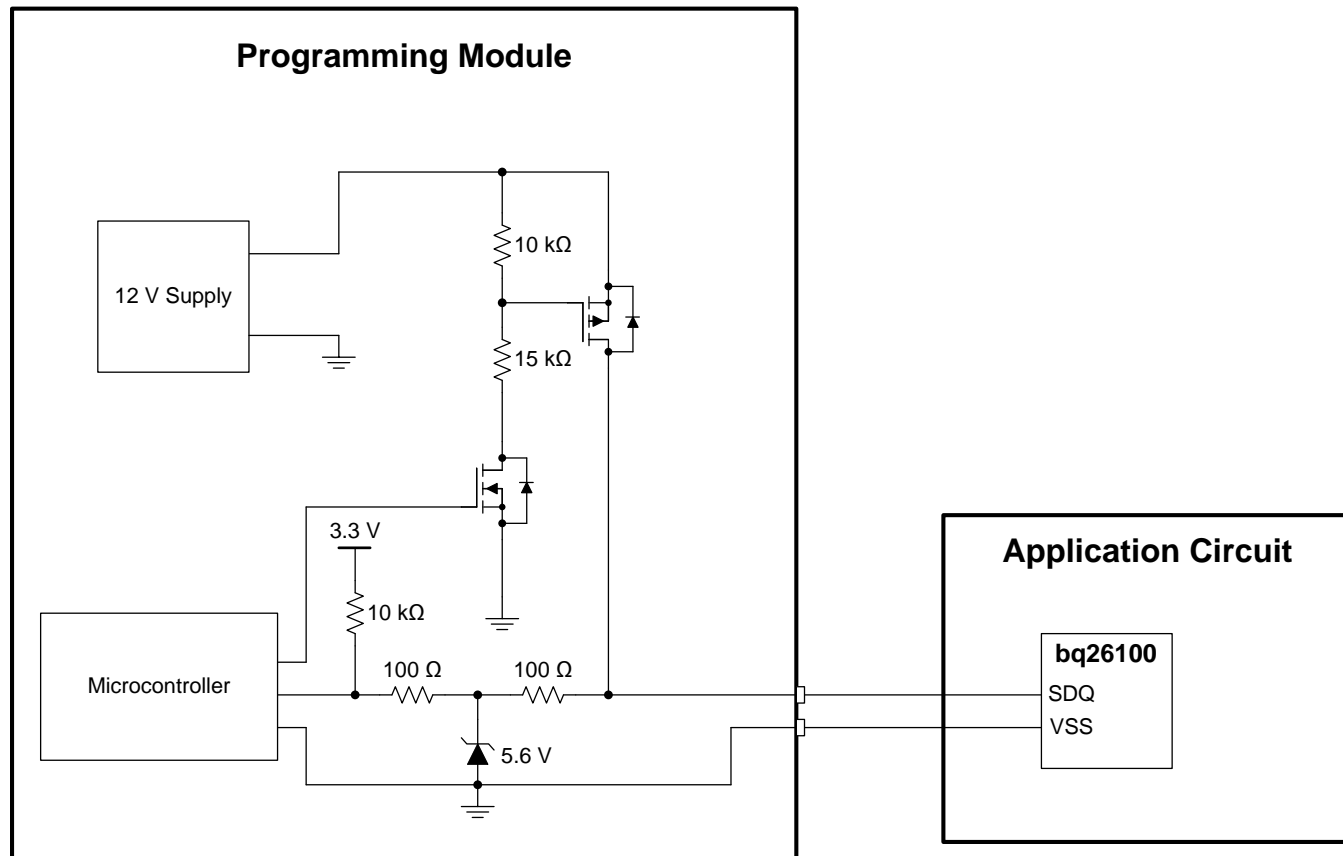 Programming Module
10 kΩ
12 V Supply
15 kΩ
3.3 V
10 kΩ
Application Circuit
bq26100
100 Ω
100 Ω
Microcontroller
SDQ
VSS
5.6 V